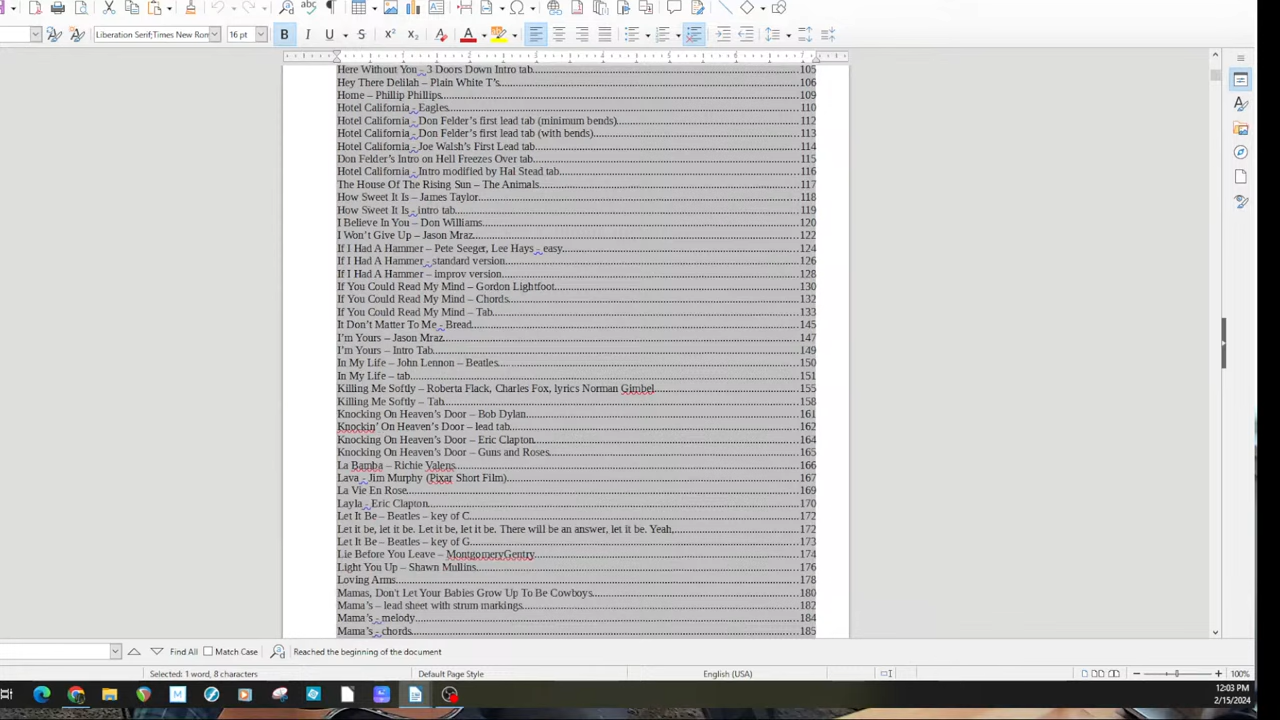 Liberation Serif;Times New Rom 16 pt
Here Without You - 3 Doors Down Intro tab 105
Hey There Delilah – Plain White T's 106
Home – Phillip Phillips 109
Hotel California - Eagles 110
Hotel California - Don Felder's first lead tab (minimum bends) 112
Hotel California - Don Felder's first lead tab (with bends) 113
Hotel California - Joe Walsh's First Lead tab 114
Don Felder's Intro on Hell Freezes Over tab 115
Hotel California - Intro modified by Hal Stead tab 116
The House Of The Rising Sun – The Animals 117
How Sweet It Is – James Taylor 118
How Sweet It Is - intro tab 119
I Believe In You – Don Williams 120
I Won't Give Up – Jason Mraz 122
If I Had A Hammer – Pete Seeger, Lee Hays - easy 124
If I Had A Hammer - standard version 126
If I Had A Hammer – improv version 128
If You Could Read My Mind – Gordon Lightfoot 130
If You Could Read My Mind – Chords 132
If You Could Read My Mind – Tab 133
It Don't Matter To Me - Bread 145
I'm Yours – Jason Mraz 147
I'm Yours – Intro Tab 149
In My Life – John Lennon – Beatles 150
In My Life – tab 151
Killing Me Softly – Roberta Flack, Charles Fox, lyrics Norman Gimbel 155
Killing Me Softly – Tab 158
Knocking On Heaven's Door – Bob Dylan 161
Knockin' On Heaven's Door – lead tab 162
Knocking On Heaven's Door – Eric Clapton 164
Knocking On Heaven's Door – Guns and Roses 165
La Bamba – Richie Valens 166
Lava - Jim Murphy (Pixar Short Film) 167
La Vie En Rose 169
Layla - Eric Clapton 170
Let It Be – Beatles – key of C 172
Let it be, let it be. Let it be, let it be. There will be an answer, let it be. Yeah, 172
Let It Be – Beatles – key of G 173
Lie Before You Leave – MontgomeryGentry 174
Light You Up – Shawn Mullins 176
Loving Arms 178
Mamas, Don't Let Your Babies Grow Up To Be Cowboys 180
Mama's – lead sheet with strum markings 182
Mama's - melody 184
Mama's - chords 185
Find All Match Case Reached the beginning of the document
Selected: 1 word, 8 characters Default Page Style English (USA) 100%
12:03 PM
2/15/2024